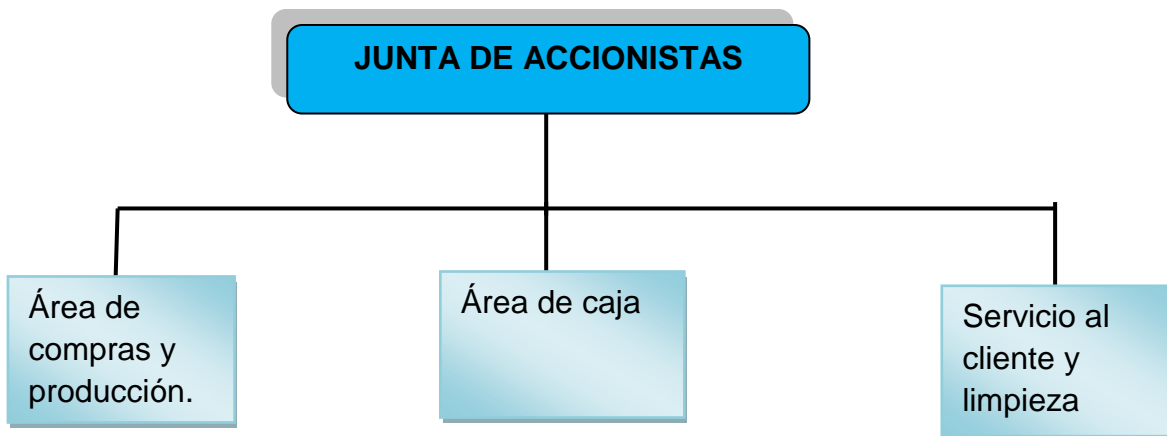 JUNTA DE ACCIONISTAS
Área de
compras y
producción.
Área de caja
Servicio al
cliente y
limpieza